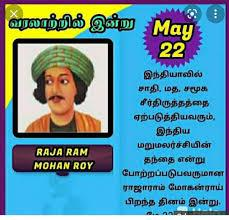 வரலாற்றில் இன்று
May
22
இந்தியாவில்
சாதி, மத, சமூக
சீர்திருத்தத்தை
ஏற்படுத்தியவரும்,
இந்திய
மறுமலர்ச்சியின்
தந்தை என்று
போற்றப்படுபவருமான
ராஜாராம் மோகன்ராய்
பிறந்த தினம் இன்று.
RAJA RAM
MOHAN ROY